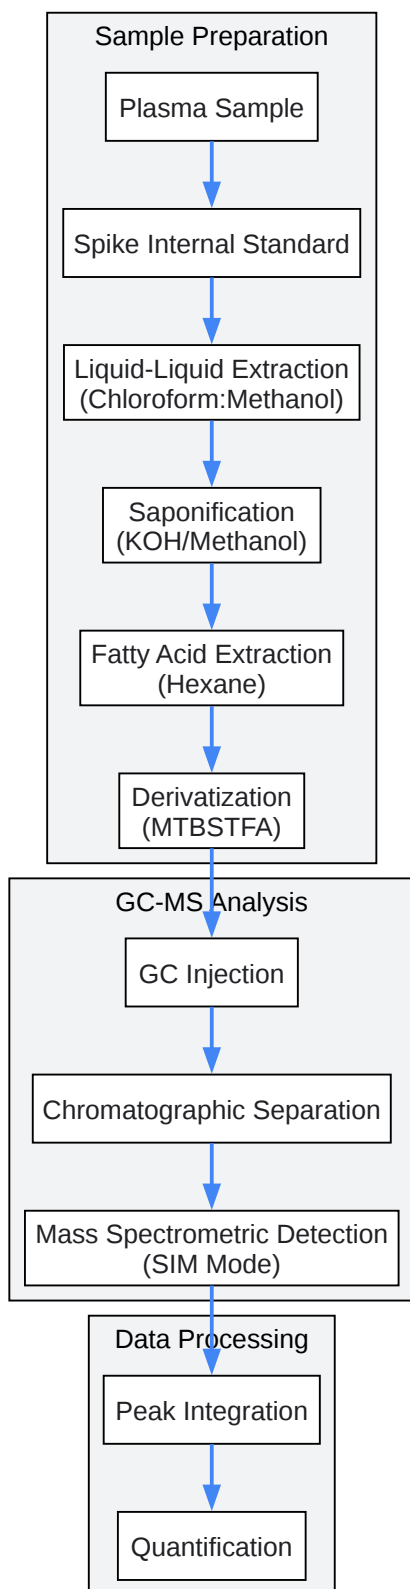 Sample Preparation
Plasma Sample
Spike Internal Standard
Liquid-Liquid Extraction
(Chloroform:Methanol)
Saponification
(KOH/Methanol)
Fatty Acid Extraction
(Hexane)
Derivatization
(MTBSTFA)
GC-MS Analysis
GC Injection
Chromatographic Separation
Mass Spectrometric Detection
(SIM Mode)
Data Processing
Peak Integration
Quantification